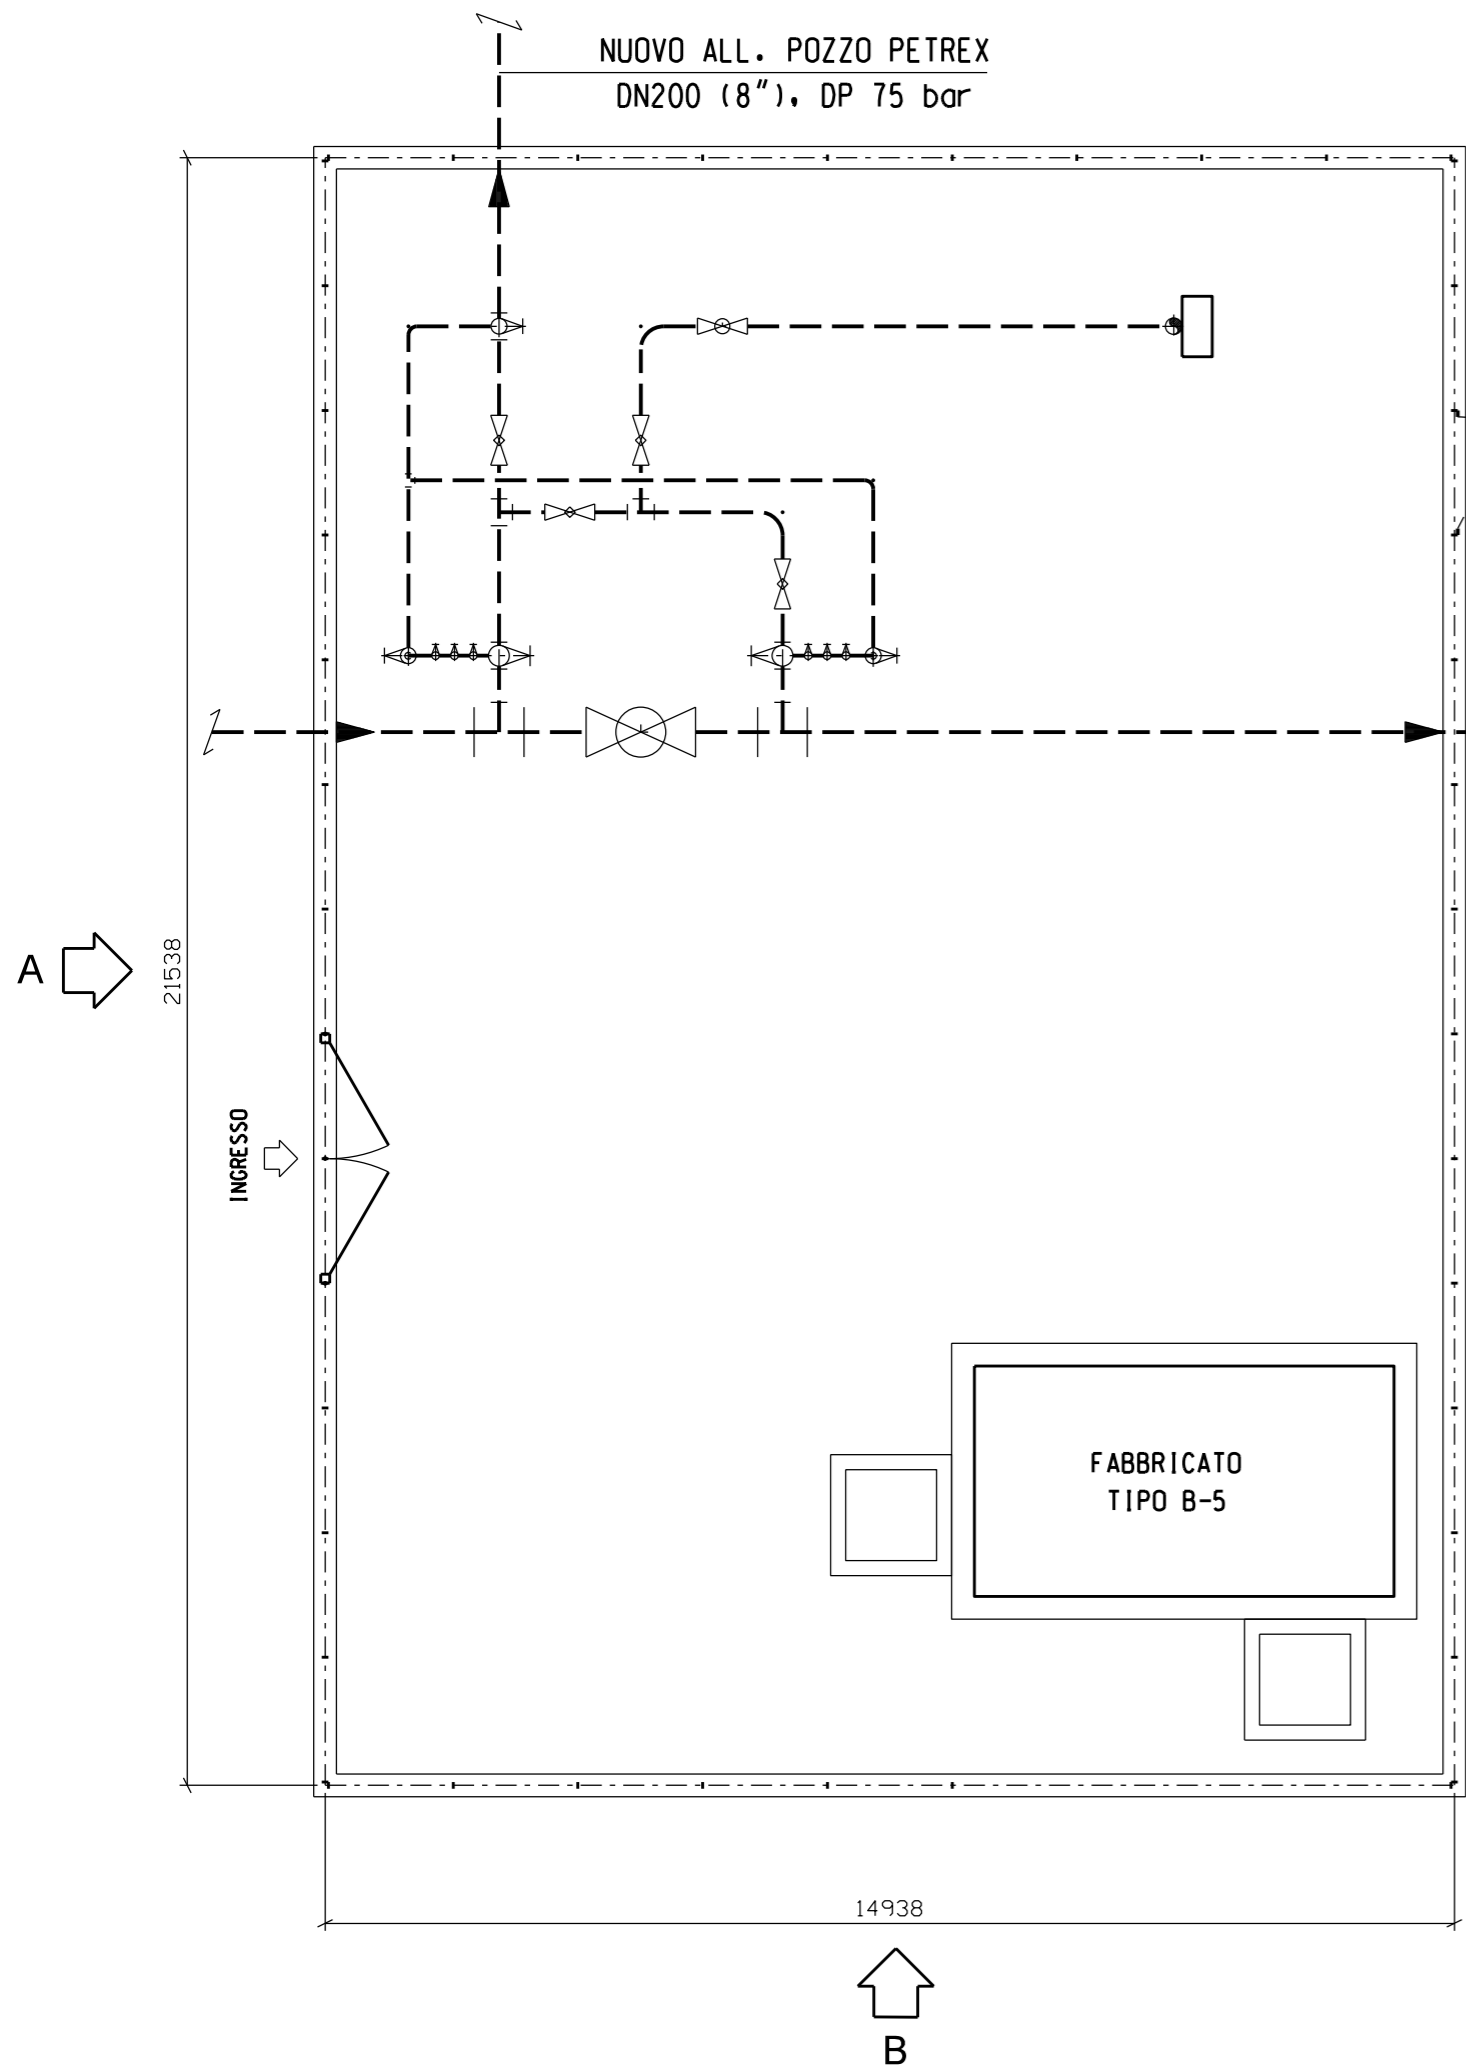 NUOVO ALL. POZZO PETREX
DN200 (8"), DP 75 bar
A
21538
INGRESSO
FABBRICATO
TIPO B-5
14938
B